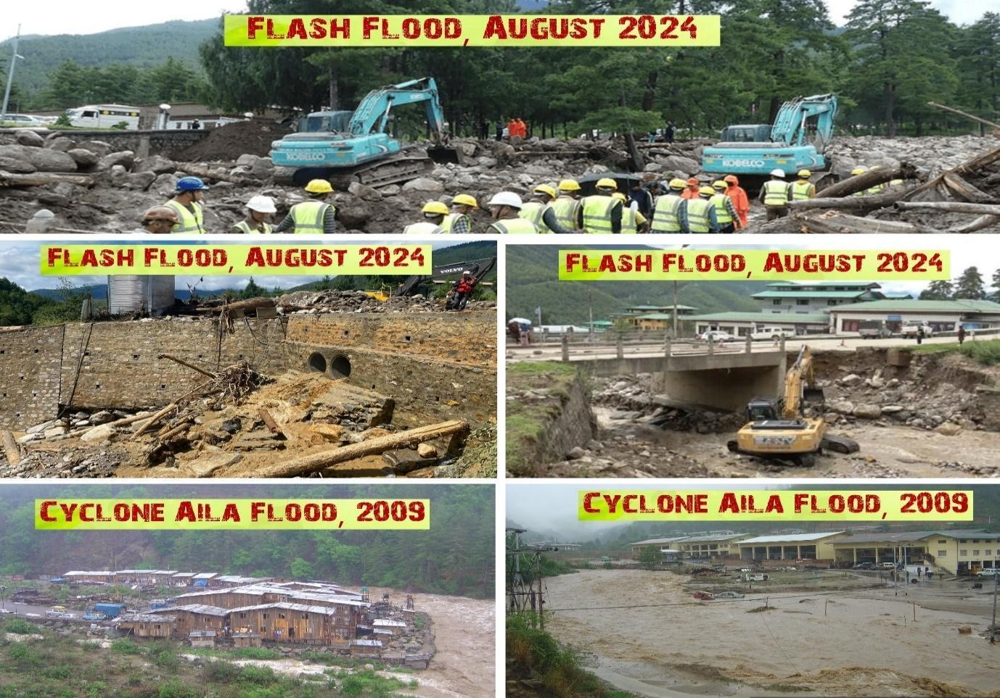 Flash Flood, August 2024
KOBELCO
KOBELCO
Flash Flood, August 2024
VOLVO
Flash Flood, August 2024
Cyclone Aila Flood, 2009
Cyclone Aila Flood, 2009